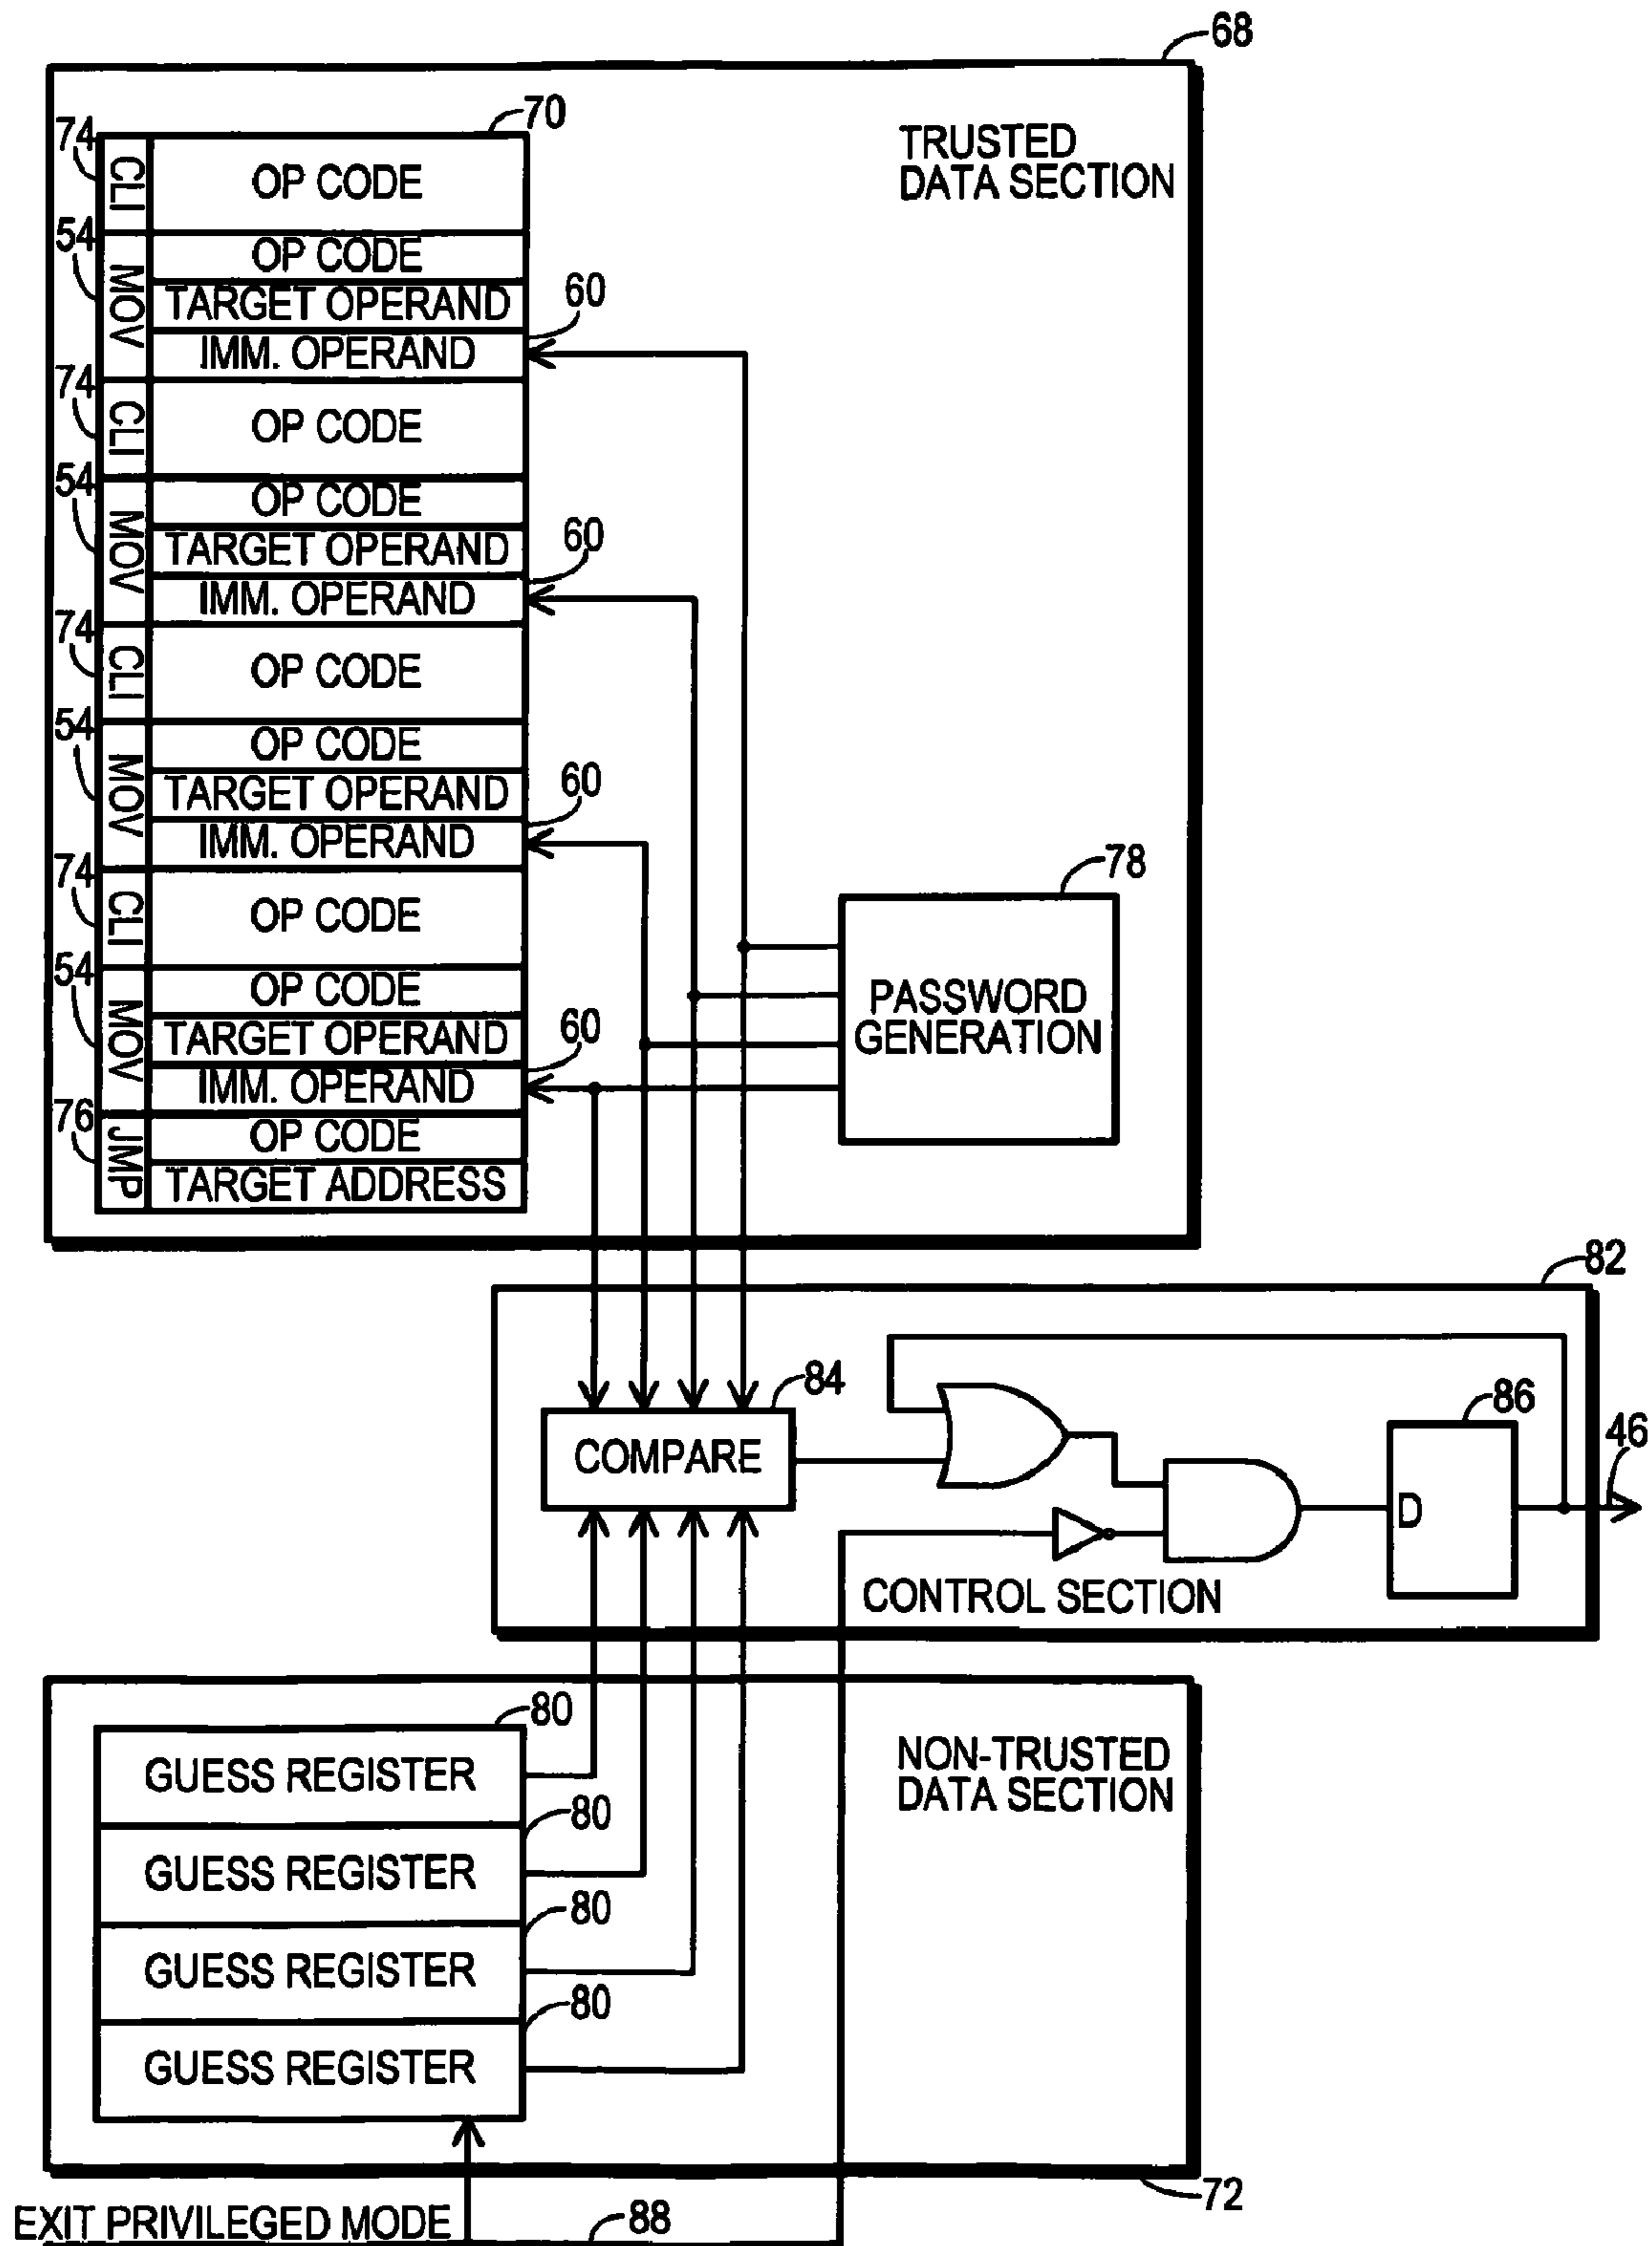 68
70
TRUSTED
DATA SECTION
74
CLI
OP CODE
54
MOV
OP CODE
TARGET OPERAND
60
IMM. OPERAND
74
CLI
OP CODE
54
MOV
OP CODE
TARGET OPERAND
60
IMM. OPERAND
74
CLI
OP CODE
54
MOV
OP CODE
TARGET OPERAND
60
IMM. OPERAND
74
CLI
OP CODE
78
PASSWORD
GENERATION
54
MOV
OP CODE
TARGET OPERAND
60
IMM. OPERAND
76
JMP
OP CODE
TARGET ADDRESS
82
84
COMPARE
86
D
46
CONTROL SECTION
80
GUESS REGISTER
NON-TRUSTED
DATA SECTION
80
GUESS REGISTER
80
GUESS REGISTER
80
GUESS REGISTER
72
EXIT PRIVILEGED MODE
88